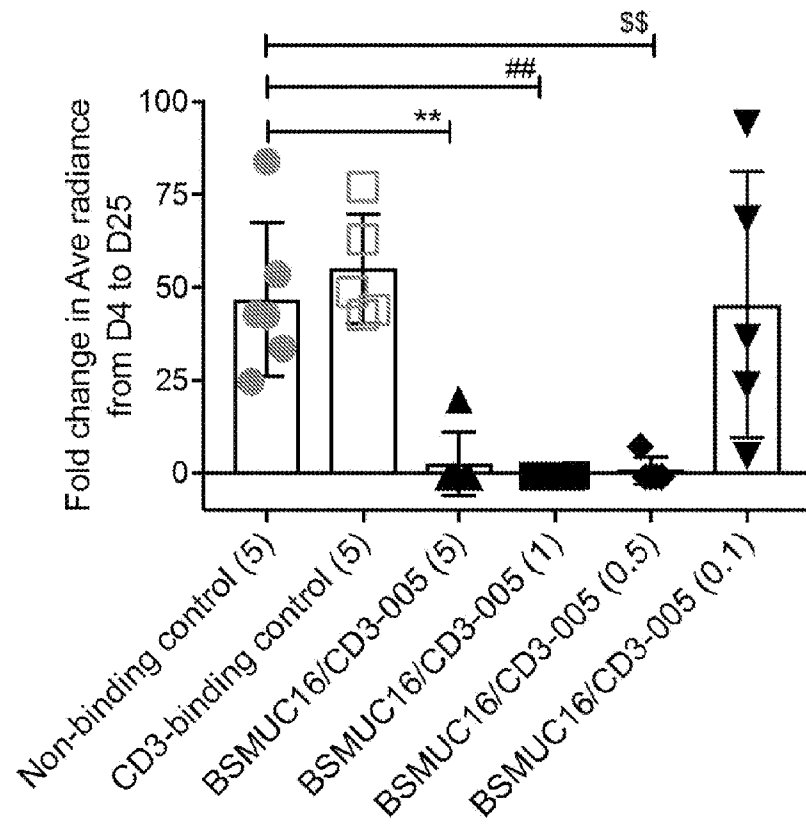 $$
##
**
Fold change in Ave radiance
from D4 to D25
100
75
50
25
0
Non-binding control (5)
CD3-binding control (5)
BSMUC16/CD3-005 (5)
BSMUC16/CD3-005 (1)
BSMUC16/CD3-005 (0.5)
BSMUC16/CD3-005 (0.1)